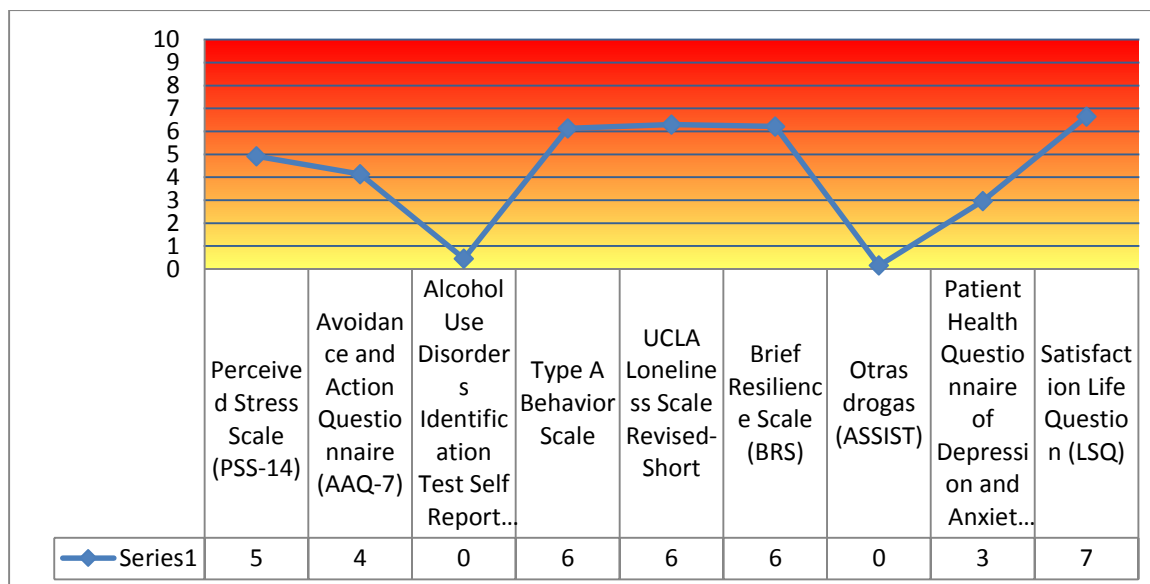 10
9
8
7
6
5
4
3
2
1
0
Perceive
d Stress
Scale
(PSS-14)
Avoidan
ce and
Action
Questio
nnaire
(AAQ-7)
Alcohol
Use
Disorder
s
Identific
ation
Test Self
Report...
Type A
Behavior
Scale
UCLA
Loneline
ss Scale
Revised-
Short
Brief
Resilienc
e Scale
(BRS)
Otras
drogas
(ASSIST)
Patient
Health
Questio
nnaire
of
Depressi
on and
Anxiet...
Satisfact
ion Life
Questio
n (LSQ)
Series1 5 4 0 6 6 6 0 3 7